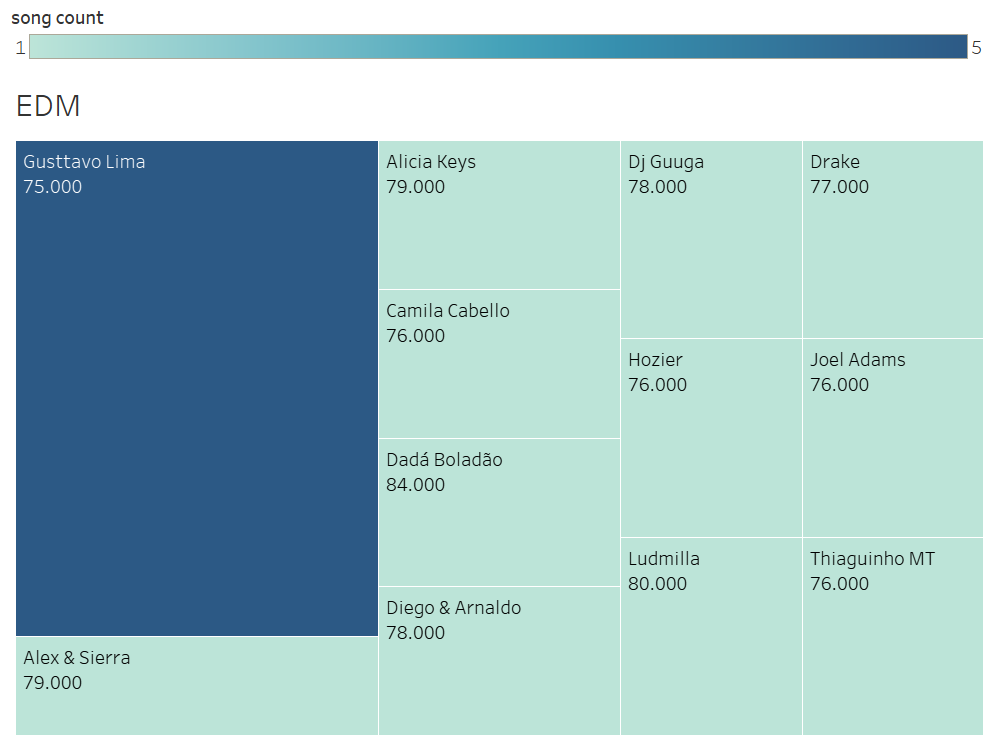 song count
1
5
EDM
Gusttavo Lima
75.000
Alex & Sierra
79.000
Alicia Keys
79.000
Camila Cabello
76.000
Dadá Boladão
84.000
Diego & Arnaldo
78.000
Dj Guuga
78.000
Hozier
76.000
Ludmilla
80.000
Drake
77.000
Joel Adams
76.000
Thiaguinho MT
76.000